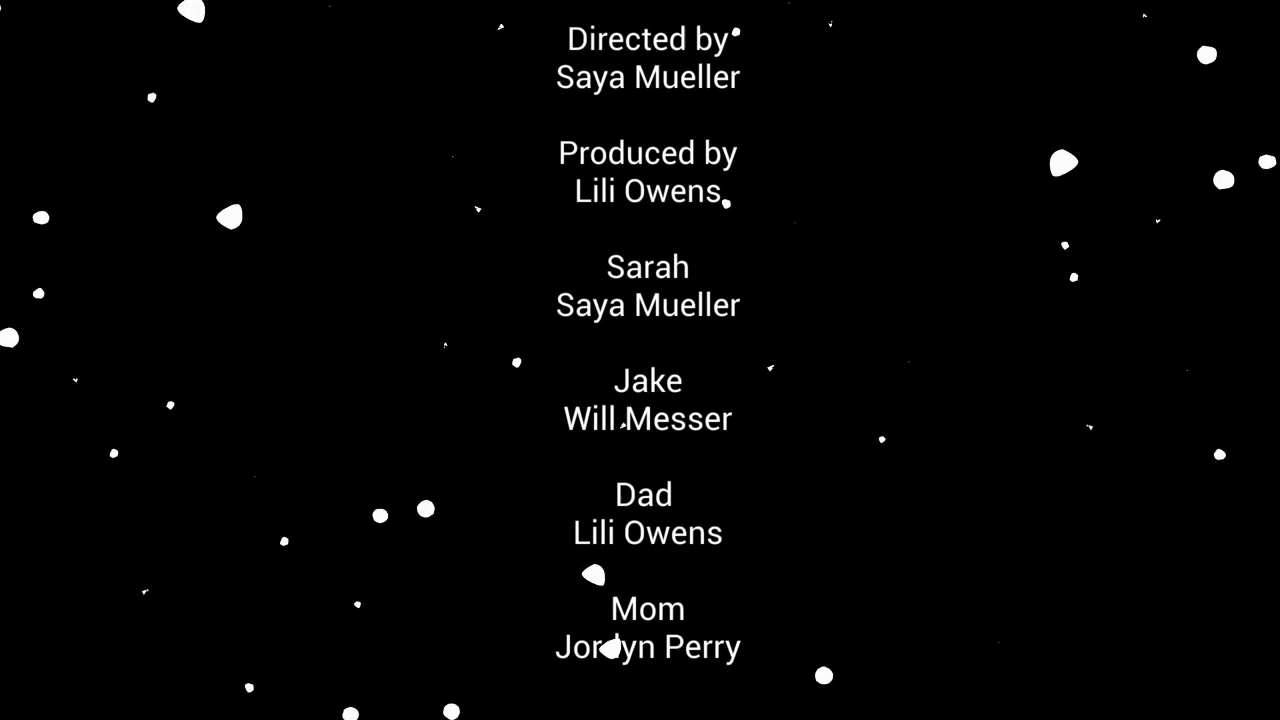 Directed by
Saya Mueller
Produced by
Lili Owens
Sarah
Saya Mueller
Jake
Will Messer
Dad
Lili Owens
Mom
Jordyn Perry